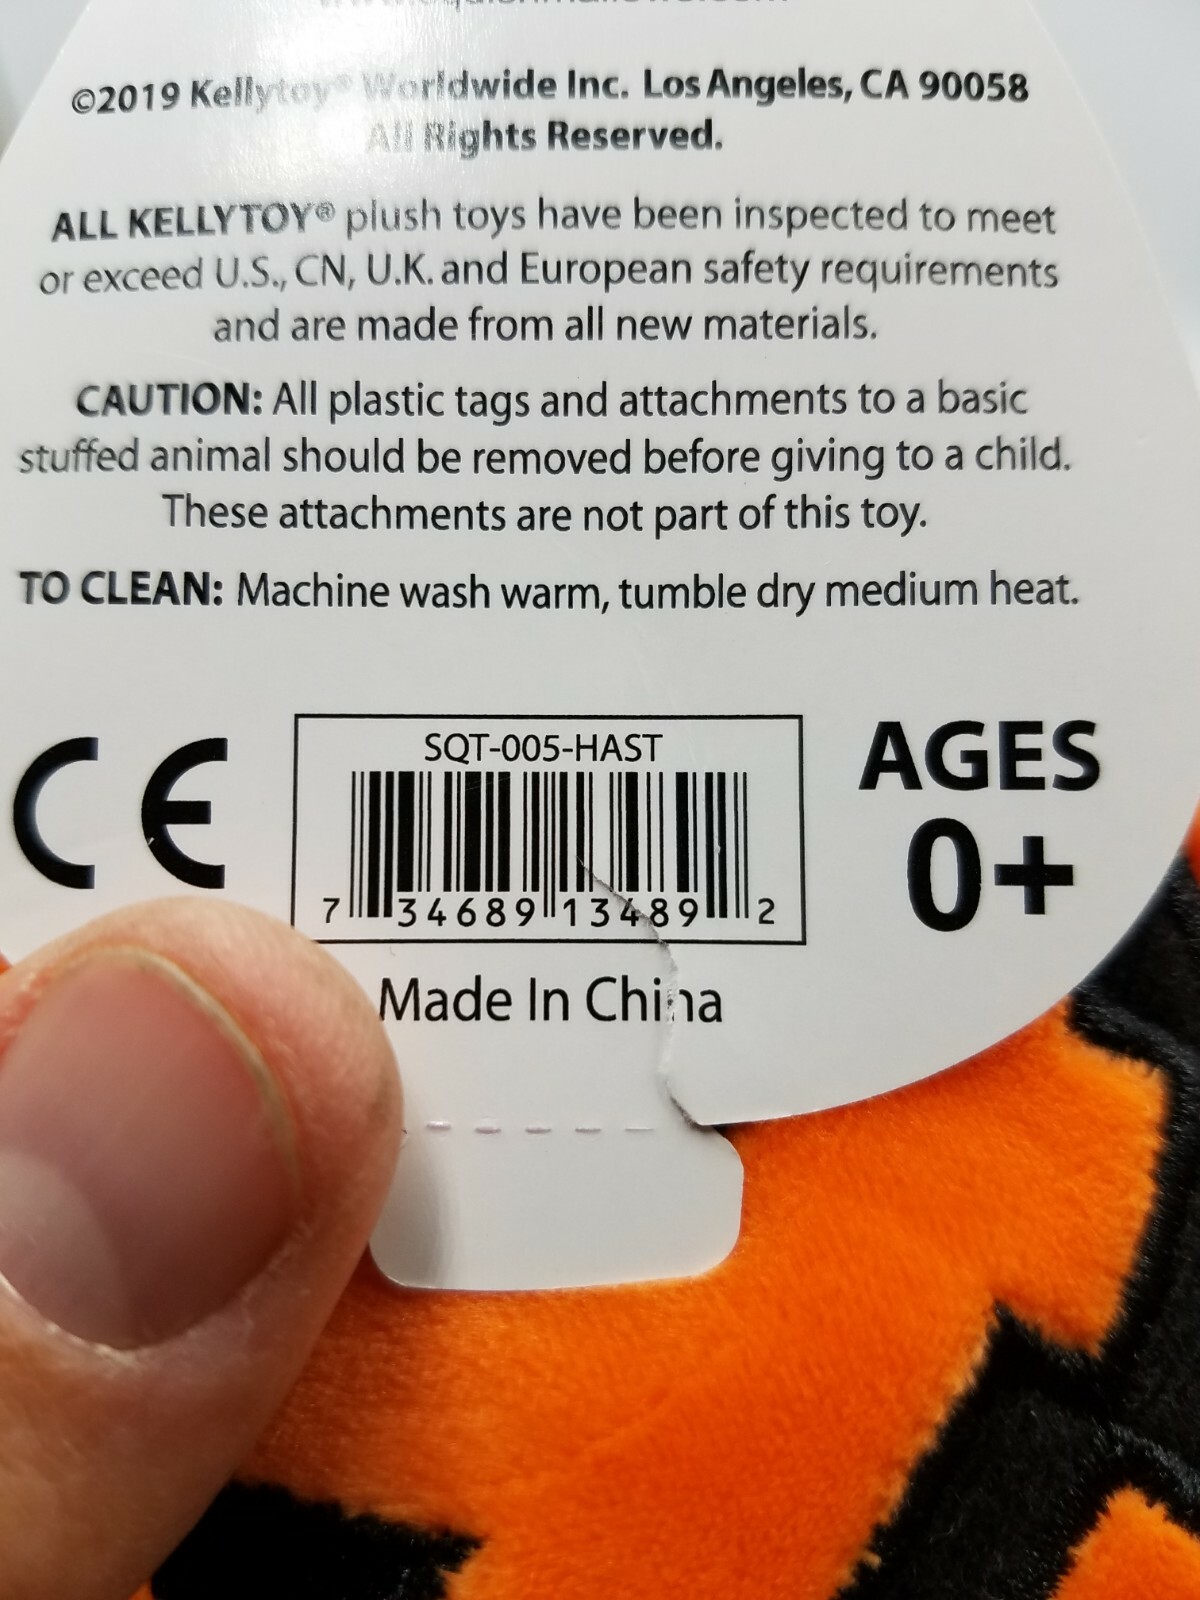 ©2019 Kellytoy® Worldwide Inc. Los Angeles, CA 90058
All Rights Reserved.
ALL KELLYTOY® plush toys have been inspected to meet
or exceed U.S., CN, U.K. and European safety requirements
and are made from all new materials.
CAUTION: All plastic tags and attachments to a basic
stuffed animal should be removed before giving to a child.
These attachments are not part of this toy.
TO CLEAN: Machine wash warm, tumble dry medium heat.
CE
SQT-005-HAST
7 34689 13489 2
AGES
0+
Made In China